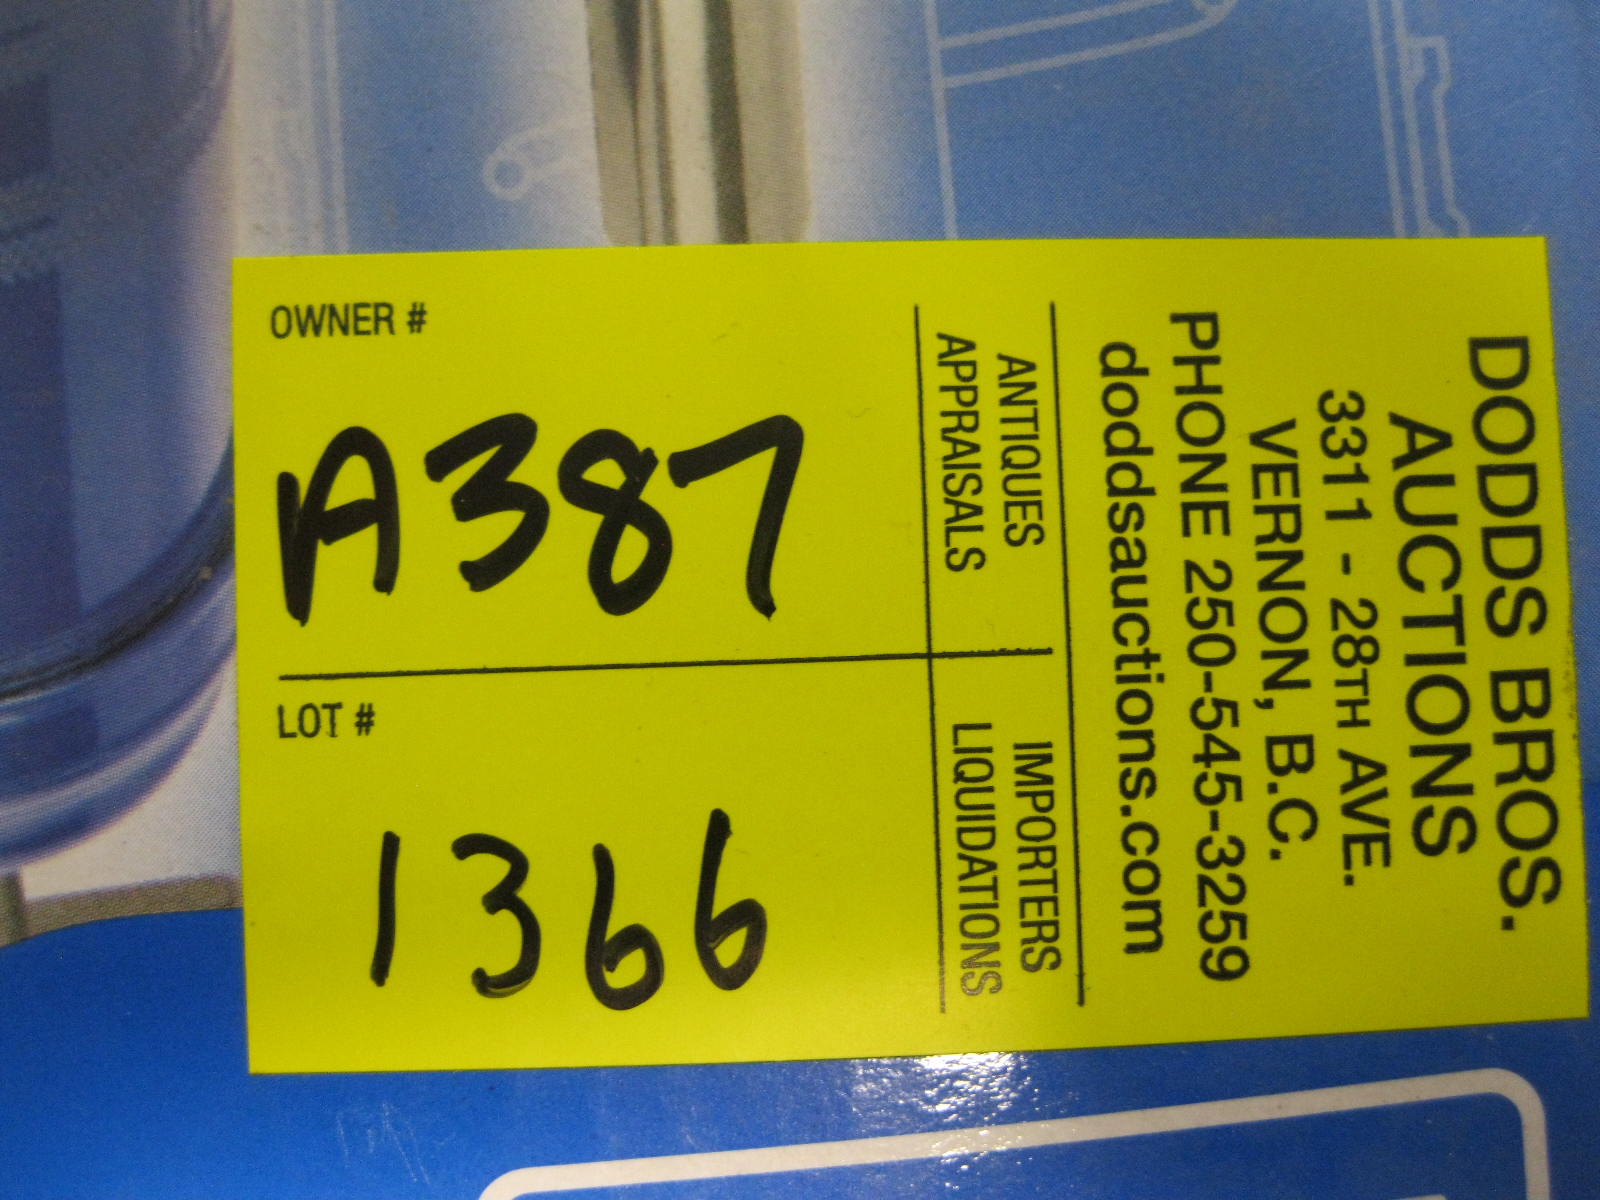 DODDS BROS.
AUCTIONS
3311 - 28TH AVE.
VERNON, B.C.
PHONE 250-545-3259
doddsauctions.com
ANTIQUES
APPRAISALS
IMPORTERS
LIQUIDATIONS
OWNER #
A387
LOT #
1366